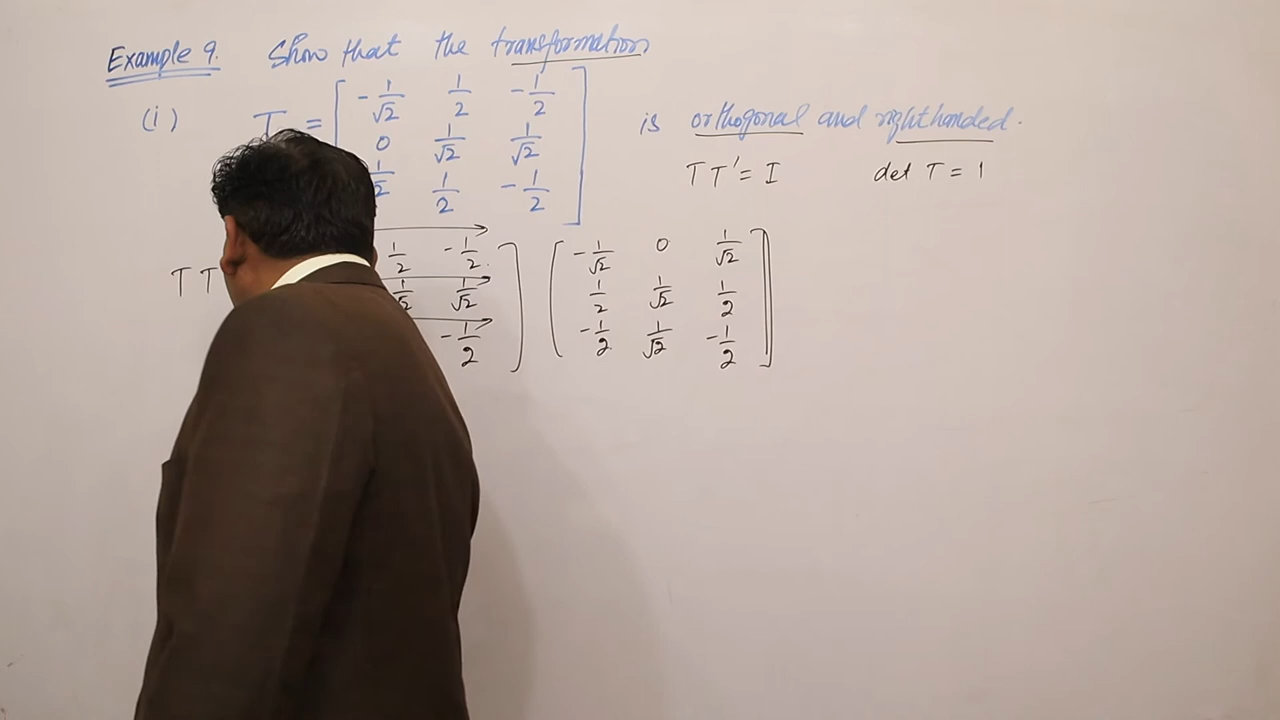 Example 9. Show that the transformation
(i) T = [ -1/√2 1/2 -1/2
0 1/√2 1/√2
1/2 -1/2 ] is orthogonal and righthanded.
T T' = I det T = 1
T T
1/2 -1/2 ] [ -1/√2 0 1/√2
1/√2 1/√2 ] [ 1/2 1/√2 1/2
-1/2 ] [ -1/2 1/√2 -1/2 ]